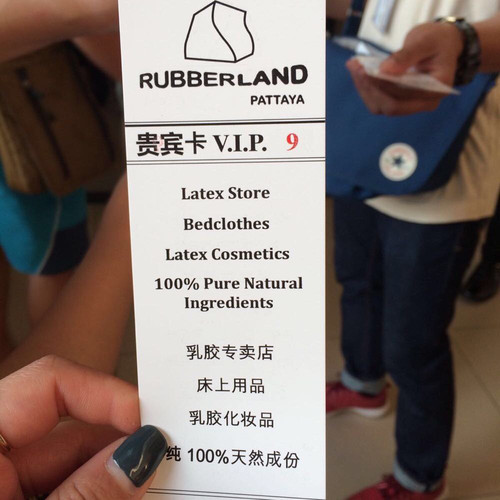 RUBBERLAND
PATTAYA
贵宾卡 V.I.P. 9
Latex Store
Bedclothes
Latex Cosmetics
100% Pure Natural
Ingredients
乳胶专卖店
床上用品
乳胶化妆品
纯 100%天然成份